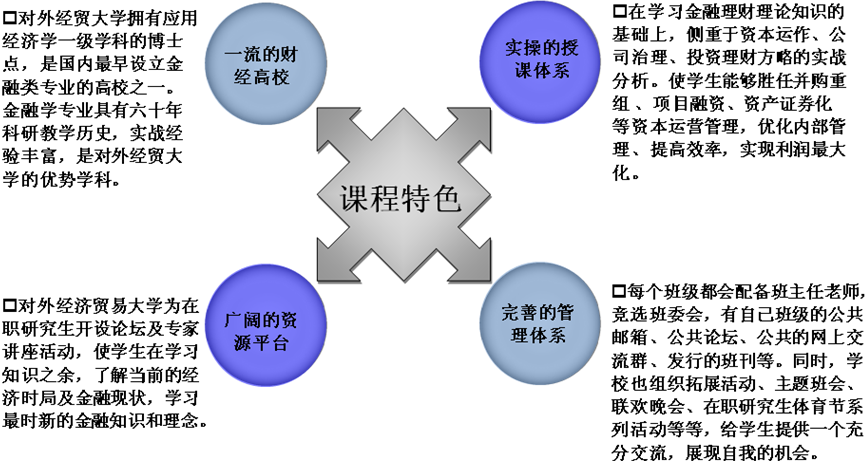 □对外经贸大学拥有应用
经济学一级学科的博士
点，是国内最早设立金
融类专业的高校之一。
金融学专业具有六十年
科研教学历史，实战经
验丰富，是对外经贸大
学的优势学科。
一流的财
经高校
实操的授
课体系
□在学习金融理财理论知识的
基础上，侧重于资本运作、公
司治理、投资理财方略的实战
分析。使学生能够胜任并购重
组、项目融资、资产证券化
等资本运营管理，优化内部管
理、提高效率，实现利润最大
化。
课程特色
□对外经济贸易大学为在
职研究生开设论坛及专家
讲座活动，使学生在学习
知识之余，了解当前的经
济时局及金融现状，学习
最时新的金融知识和理念。
广阔的资
源平台
完善的管
理体系
□每个班级都会配备班主任老师，
竞选班委会，有自己班级的公共
邮箱、公共论坛、公共的网上交
流群、发行的班刊等。同时，学
校也组织拓展活动、主题班会、
联欢晚会、在职研究生体育节系
列活动等等，给学生提供一个充
分交流，展现自我的机会。